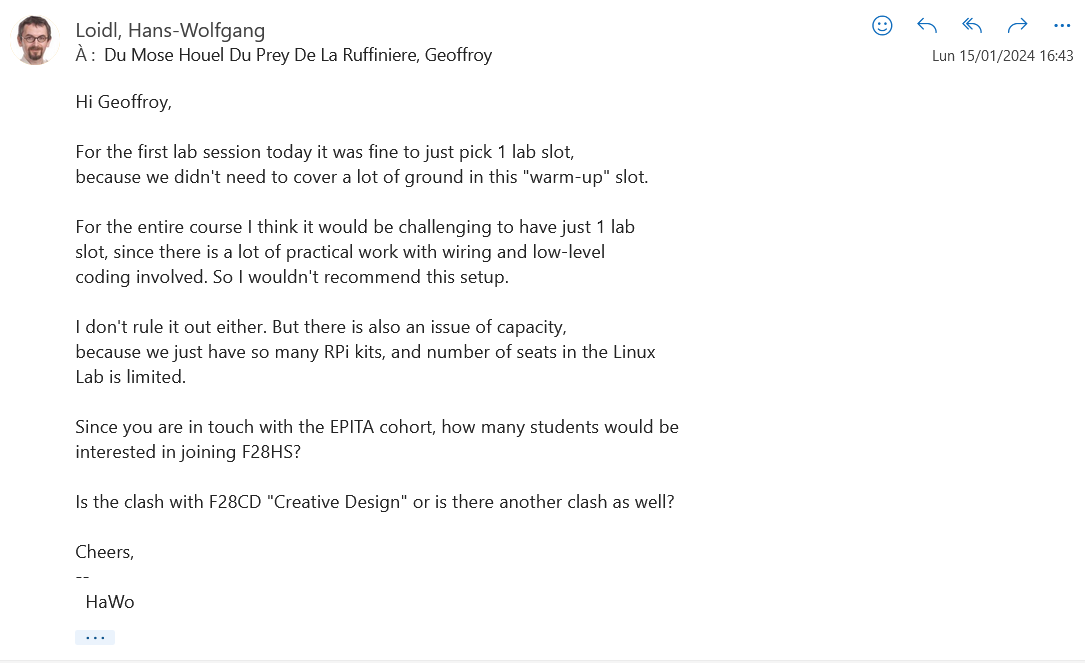 Loidl, Hans-Wolfgang
À : Du Mose Houel Du Prey De La Ruffiniere, Geoffroy
Lun 15/01/2024 16:43
Hi Geoffroy,
For the first lab session today it was fine to just pick 1 lab slot,
because we didn't need to cover a lot of ground in this "warm-up" slot.
For the entire course I think it would be challenging to have just 1 lab
slot, since there is a lot of practical work with wiring and low-level
coding involved. So I wouldn't recommend this setup.
I don't rule it out either. But there is also an issue of capacity,
because we just have so many RPi kits, and number of seats in the Linux
Lab is limited.
Since you are in touch with the EPITA cohort, how many students would be
interested in joining F28HS?
Is the clash with F28CD "Creative Design" or is there another clash as well?
Cheers,
--
HaWo